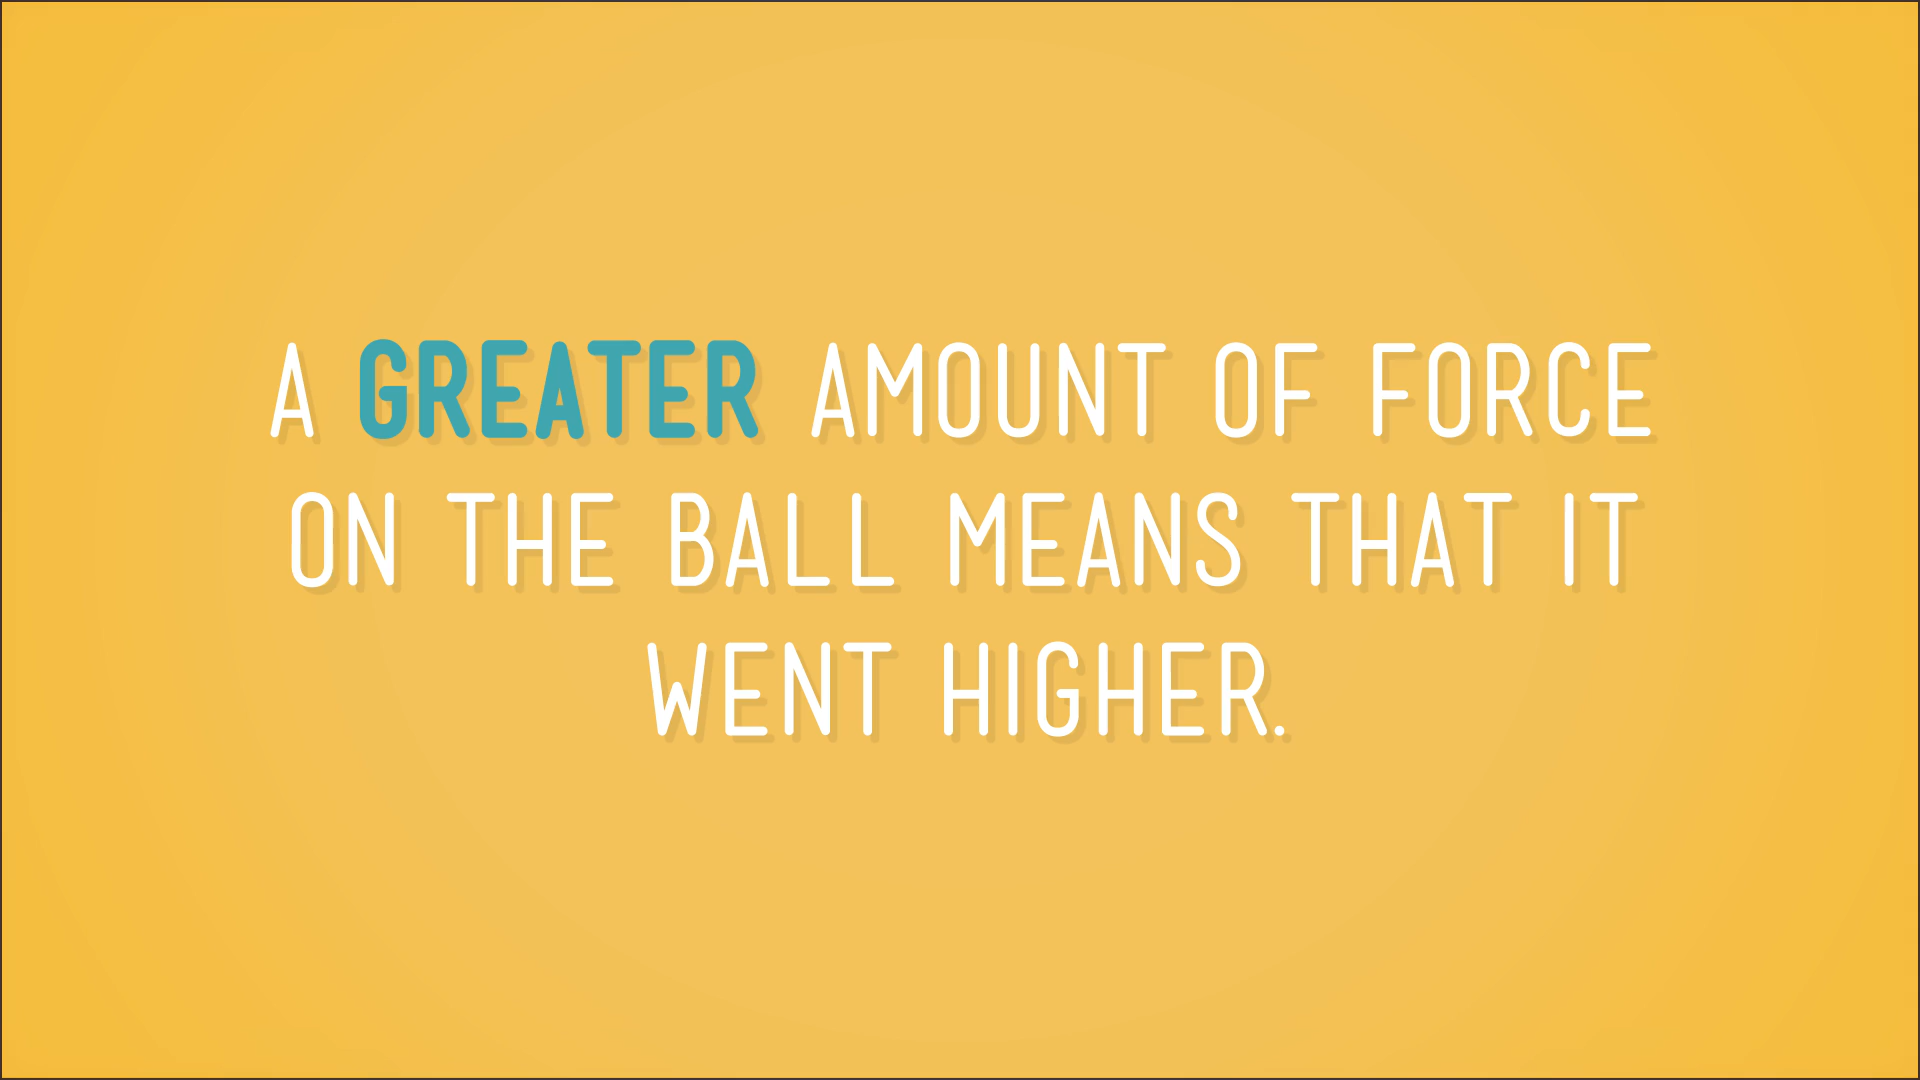 A GREATER AMOUNT OF FORCE
ON THE BALL MEANS THAT IT
WENT HIGHER.